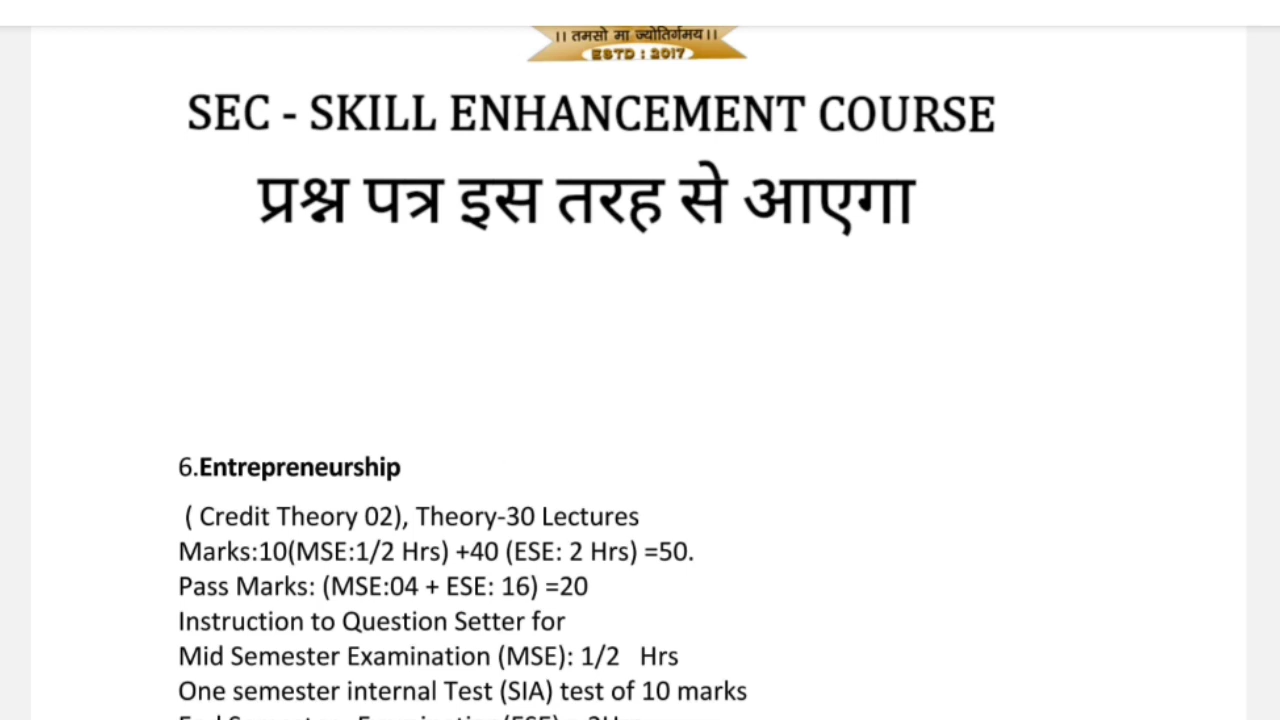 ।। तमसो मा ज्योतिर्गमय ।।
ESTD : 2017
SEC - SKILL ENHANCEMENT COURSE
प्रश्न पत्र इस तरह से आएगा
6.Entrepreneurship
( Credit Theory 02), Theory-30 Lectures
Marks:10(MSE:1/2 Hrs) +40 (ESE: 2 Hrs) =50.
Pass Marks: (MSE:04 + ESE: 16) =20
Instruction to Question Setter for
Mid Semester Examination (MSE): 1/2 Hrs
One semester internal Test (SIA) test of 10 marks